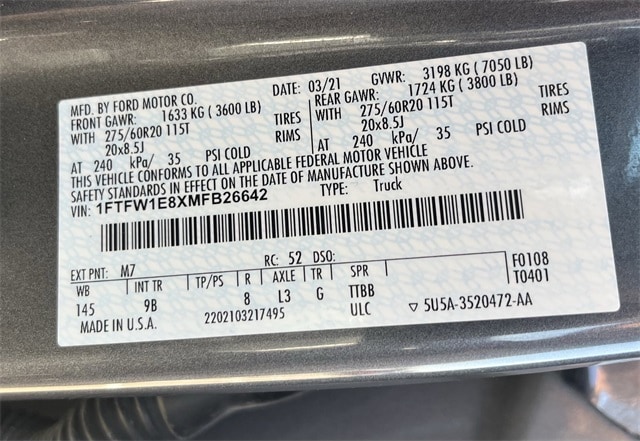 MFD. BY FORD MOTOR CO. DATE: 03/21 GVWR: 3198 KG ( 7050 LB)
FRONT GAWR: 1633 KG ( 3600 LB) REAR GAWR: 1724 KG ( 3800 LB)
WITH 275/60R20 115T TIRES WITH 275/60R20 115T TIRES
20x8.5J RIMS 20x8.5J RIMS
AT 240 kPa/ 35 PSI COLD AT 240 kPa/ 35 PSI COLD
THIS VEHICLE CONFORMS TO ALL APPLICABLE FEDERAL MOTOR VEHICLE
SAFETY STANDARDS IN EFFECT ON THE DATE OF MANUFACTURE SHOWN ABOVE.
VIN: 1FTFW1E8XMFB26642 TYPE: Truck
EXT PNT: M7 RC: 52 DSO: F0108
WB INT TR TP/PS R AXLE TR SPR T0401
145 9B 8 L3 G TTBB
MADE IN U.S.A. 2202103217495 ULC ▽ 5U5A-3520472-AA